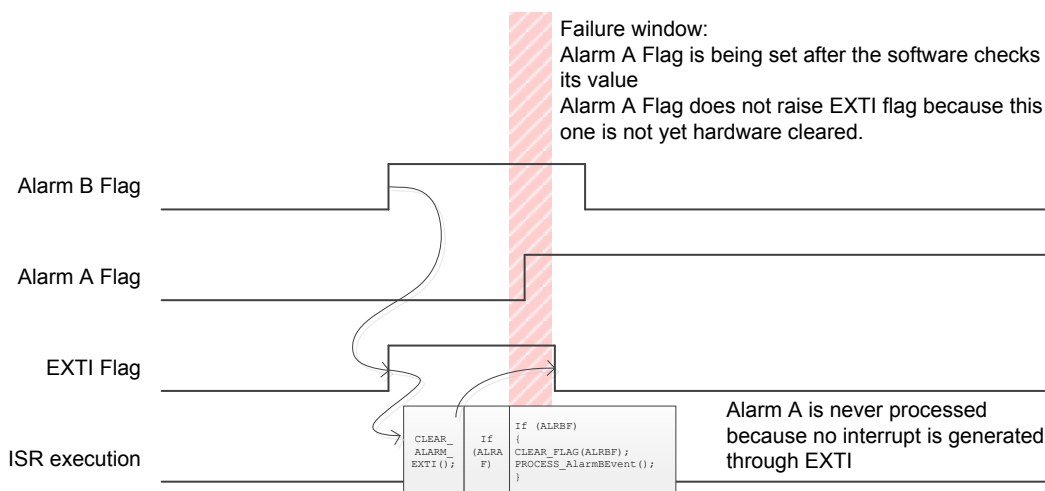 Failure window:
Alarm A Flag is being set after the software checks
its value
Alarm A Flag does not raise EXTI flag because this
one is not yet hardware cleared.
Alarm B Flag
Alarm A Flag
EXTI Flag
ISR execution
CLEAR_
ALARM_
EXTI();
If
(ALRA
F)
If (ALRBF)
{
CLEAR_FLAG(ALRBF);
PROCESS_AlarmBEvent();
}
Alarm A is never processed
because no interrupt is generated
through EXTI